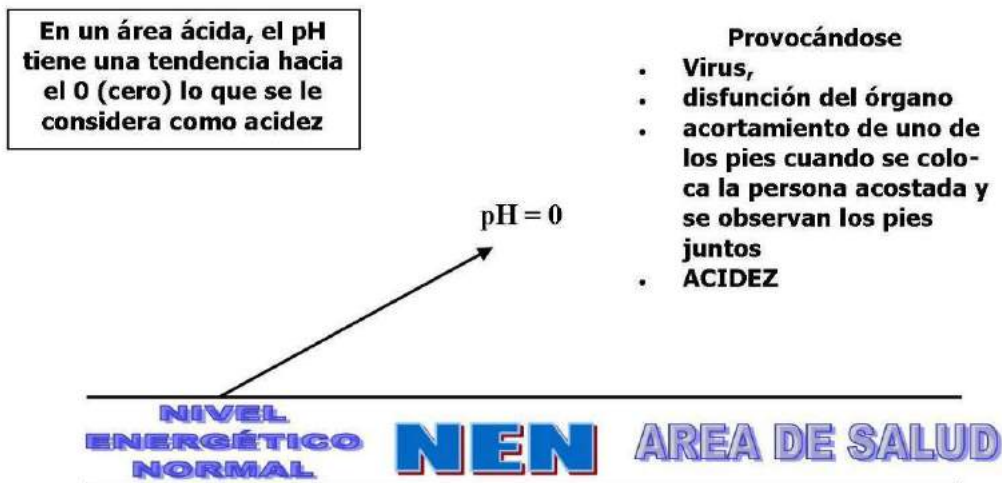 En un área ácida, el pH
tiene una tendencia hacia
el 0 (cero) lo que se le
considera como acidez
Provocándose
• Virus,
• disfunción del órgano
• acortamiento de uno de
los pies cuando se colo-
ca la persona acostada y
se observan los pies
juntos
• ACIDEZ
pH = 0
NIVEL
ENERGÉTICO
NORMAL
NEN
AREA DE SALUD